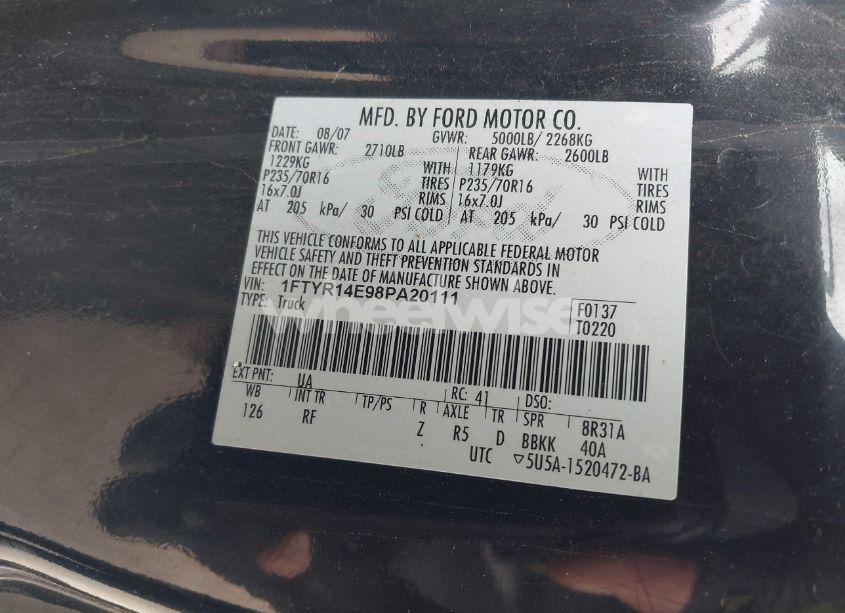 MFD. BY FORD MOTOR CO.
DATE: 08/07 GVWR: 5000LB/ 2268KG
FRONT GAWR: 2710LB REAR GAWR: 2600LB
1229KG WITH 1179KG WITH
P235/70R16 TIRES P235/70R16 TIRES
16x7.0J RIMS 16x7.0J RIMS
AT 205 kPa/ 30 PSI COLD AT 205 kPa/ 30 PSI COLD
THIS VEHICLE CONFORMS TO ALL APPLICABLE FEDERAL MOTOR
VEHICLE SAFETY AND THEFT PREVENTION STANDARDS IN
EFFECT ON THE DATE OF MANUFACTURE SHOWN ABOVE.
VIN: 1FTYR14E98PA20111
TYPE: Truck F0137
T0220
wheelwise
EXT PNT: UA RC: 41 DSO:
WB INT TR TP/PS R AXLE TR SPR 8R31A
126 RF Z R5 D BBKK 40A
UTC ▽5U5A-1520472-BA